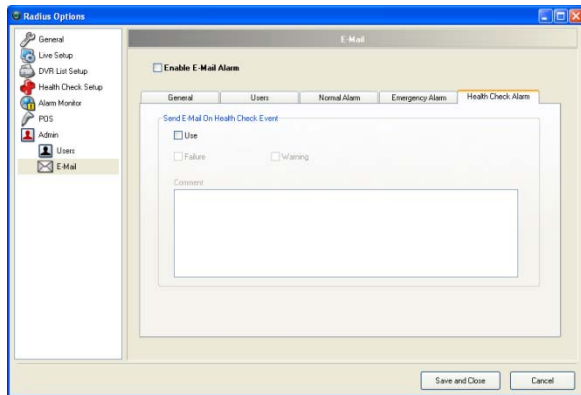 Radius Options
General
Live Setup
DVR List Setup
Health Check Setup
Alarm Monitor
POS
Admin
Users
E-Mail
E-Mail
Enable E-Mail Alarm
General Users Normal Alarm Emergency Alarm Health Check Alarm
Send E-Mail On Health Check Event
Use
Failure Warning
Comment
Save and Close Cancel